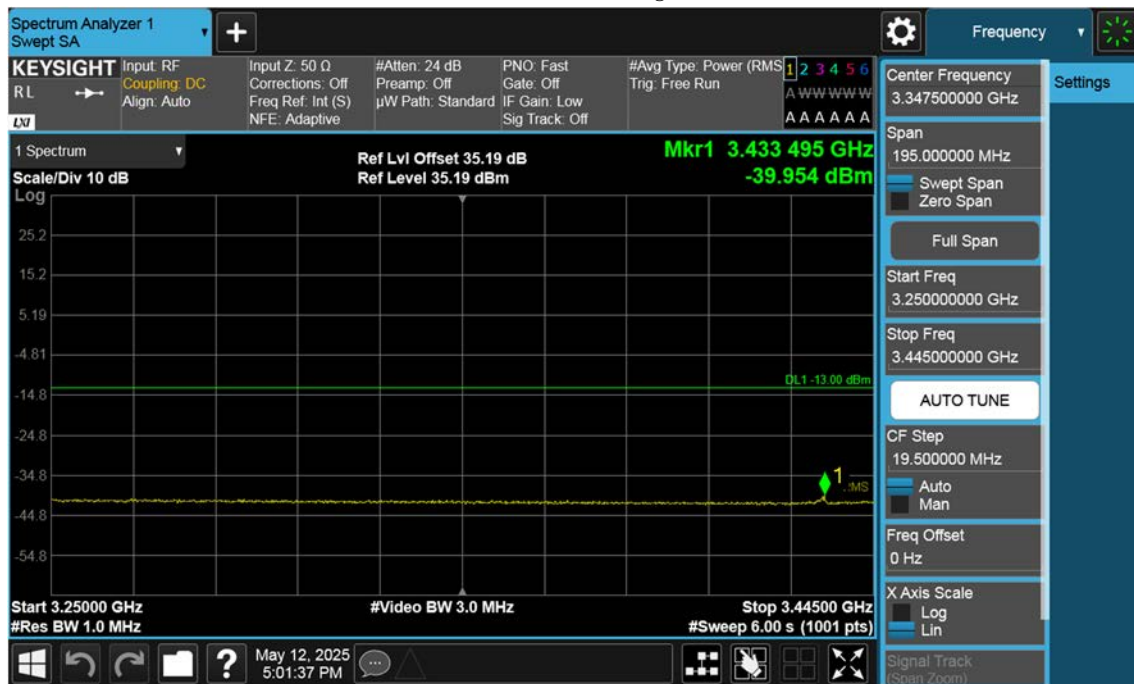 Spectrum Analyzer 1
Swept SA
+
Frequency
KEYSIGHT
RL
LXI
Input: RF
Coupling: DC
Align: Auto
Input Z: 50 Ω
Corrections: Off
Freq Ref: Int (S)
NFE: Adaptive
#Atten: 24 dB
Preamp: Off
µW Path: Standard
PNO: Fast
Gate: Off
IF Gain: Low
Sig Track: Off
#Avg Type: Power (RMS
Trig: Free Run
1 2 3 4 5 6
A W W W W W
A A A A A A
1 Spectrum
Scale/Div 10 dB
Log
Ref Lvl Offset 35.19 dB
Ref Level 35.19 dBm
Mkr1 3.433 495 GHz
-39.954 dBm
25.2
15.2
5.19
-4.81
DL1 -13.00 dBm
-14.8
-24.8
-34.8
1
-44.8
-54.8
Start 3.25000 GHz
#Res BW 1.0 MHz
#Video BW 3.0 MHz
Stop 3.44500 GHz
#Sweep 6.00 s (1001 pts)
?
May 12, 2025
5:01:37 PM
Center Frequency
3.347500000 GHz
Span
195.000000 MHz
Swept Span
Zero Span
Full Span
Start Freq
3.250000000 GHz
Stop Freq
3.445000000 GHz
AUTO TUNE
CF Step
19.500000 MHz
Auto
Man
Freq Offset
0 Hz
X Axis Scale
Log
Lin
Signal Track
(Span Zoom)
Settings